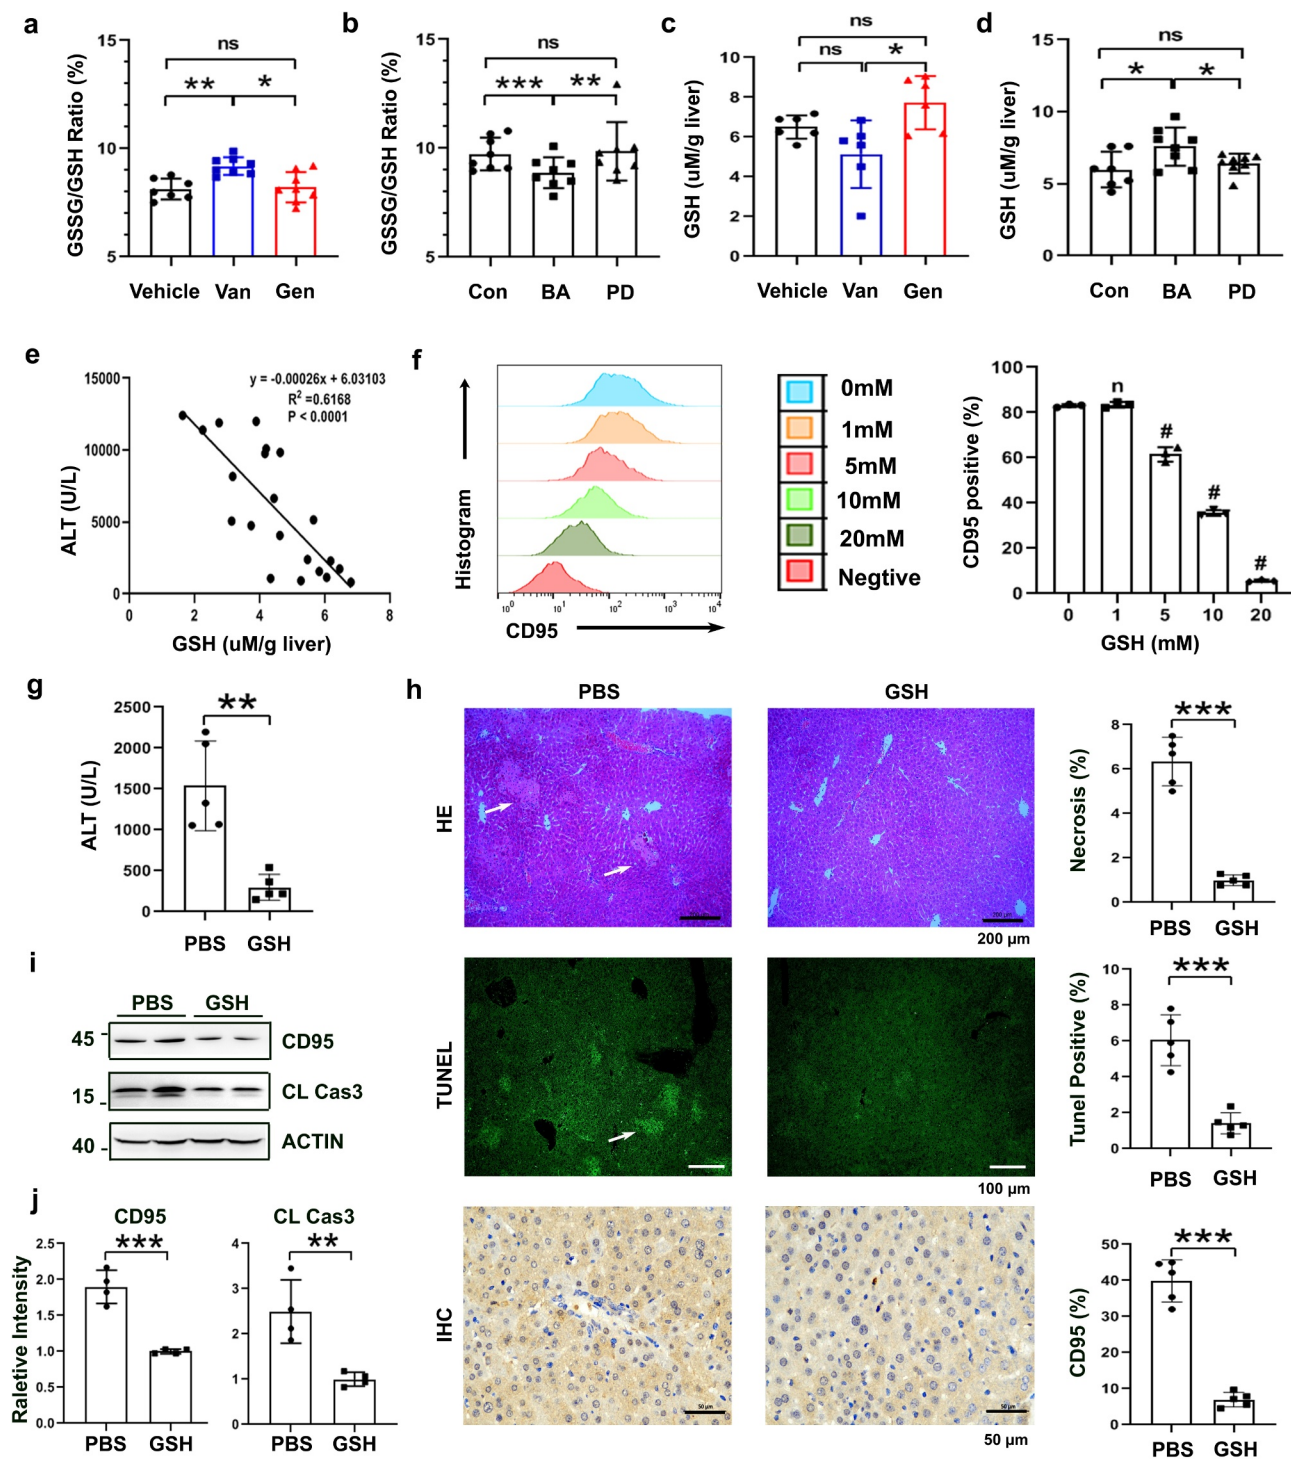 a
GSSG/GSH Ratio (%)
15
10
5
ns
**
*
Vehicle Van Gen
b
GSSG/GSH Ratio (%)
15
10
5
ns
***
**
Con BA PD
c
GSH (uM/g liver)
10
8
6
4
2
0
ns
ns
*
Vehicle Van Gen
d
GSH (uM/g liver)
15
10
5
0
ns
*
*
Con BA PD
e
ALT (U/L)
15000
10000
5000
0
y = -0.00026x + 6.03103
R² =0.6168
P < 0.0001
0 2 4 6 8
GSH (uM/g liver)
f
Histogram
10⁰ 10¹ 10² 10³ 10⁴
CD95
0mM
1mM
5mM
10mM
20mM
Negtive
CD95 positive (%)
100
80
60
40
20
0
n
#
#
#
0 1 5 10 20
GSH (mM)
g
ALT (U/L)
2500
2000
1500
1000
500
0
**
PBS GSH
h
PBS GSH
HE
200 µm
Necrosis (%)
8
6
4
2
0
***
PBS GSH
TUNEL
100 µm
Tunel Positive (%)
10
8
6
4
2
0
***
PBS GSH
IHC
50 µm
50 µm
50 µm
CD95 (%)
50
40
30
20
10
0
***
PBS GSH
i
PBS GSH
45 CD95
15 CL Cas3
40 ACTIN
j
Raletive Intensity
CD95
2.5
2.0
1.5
1.0
0.5
0.0
***
PBS GSH
CL Cas3
4
3
2
1
0
**
PBS GSH